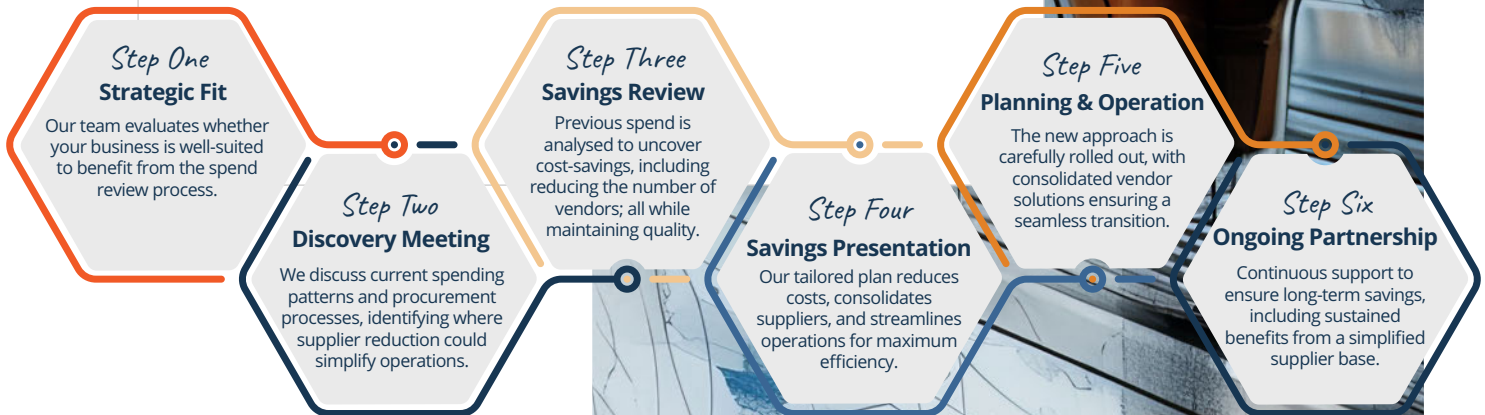 Step One
Strategic Fit
Our team evaluates whether
your business is well-suited
to benefit from the spend
review process.
Step Two
Discovery Meeting
We discuss current spending
patterns and procurement
processes, identifying where
supplier reduction could
simplify operations.
Step Three
Savings Review
Previous spend is
analysed to uncover
cost-savings, including
reducing the number of
vendors; all while
maintaining quality.
Step Four
Savings Presentation
Our tailored plan reduces
costs, consolidates
suppliers, and streamlines
operations for maximum
efficiency.
Step Five
Planning & Operation
The new approach is
carefully rolled out, with
consolidated vendor
solutions ensuring a
seamless transition.
Step Six
Ongoing Partnership
Continuous support to
ensure long-term savings,
including sustained
benefits from a simplified
supplier base.